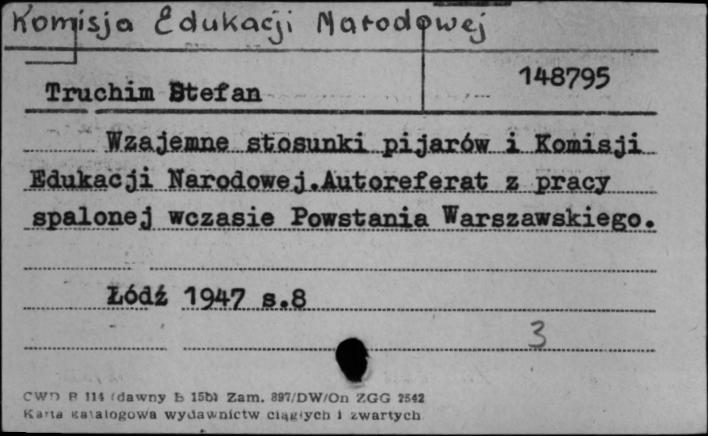 Komisja Edukacji Narodowej
148795
Truchim Stefan
Wzajemne stosunki pijarów i Komisji
Edukacji Narodowej.Autoreferat z pracy
spalonej wczasie Powstania Warszawskiego.
Łódź 1947 s.8
3
CWD B 114 (dawny b 15b) Zam. 897/DW/On ZGG 2542
Karta katalogowa wydawnictw ciągłych i zwartych